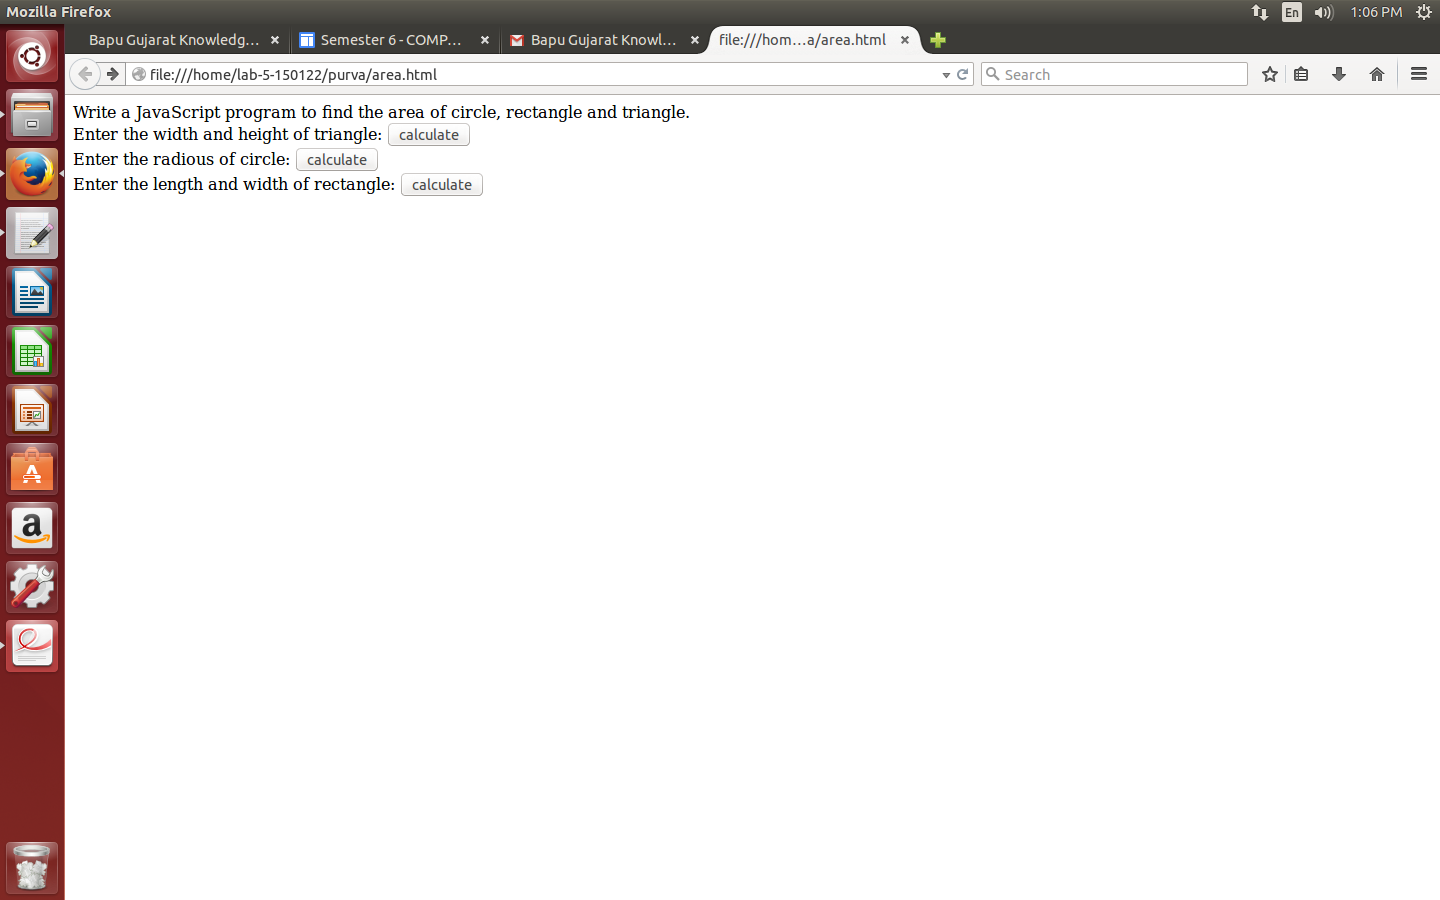 Mozilla Firefox
En
1:06 PM
Bapu Gujarat Knowledg...
Semester 6 - COMP...
Bapu Gujarat Knowl...
file:///hom...a/area.html
file:///home/lab-5-150122/purva/area.html
Search
Write a JavaScript program to find the area of circle, rectangle and triangle.
Enter the width and height of triangle: calculate
Enter the radious of circle: calculate
Enter the length and width of rectangle: calculate